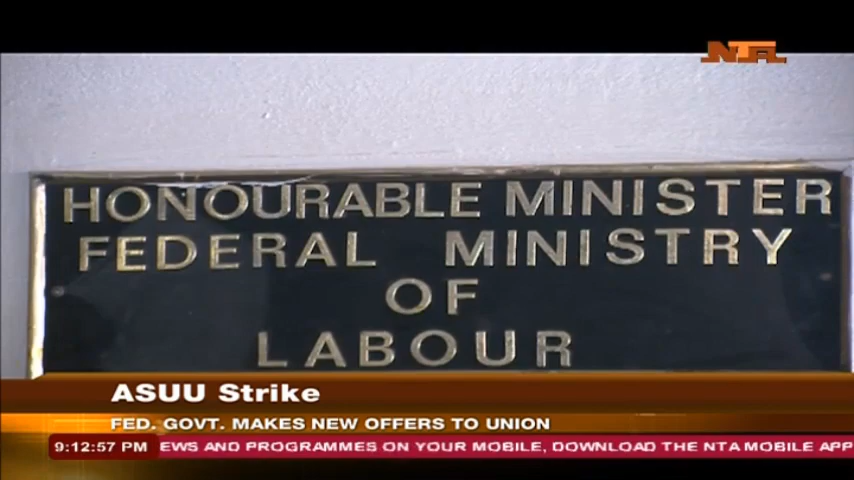 NTA
HONOURABLE MINISTER
FEDERAL MINISTRY
OF
LABOUR
ASUU Strike
FED. GOVT. MAKES NEW OFFERS TO UNION
9:12:57 PM EWS AND PROGRAMMES ON YOUR MOBILE, DOWNLOAD THE NTA MOBILE APP